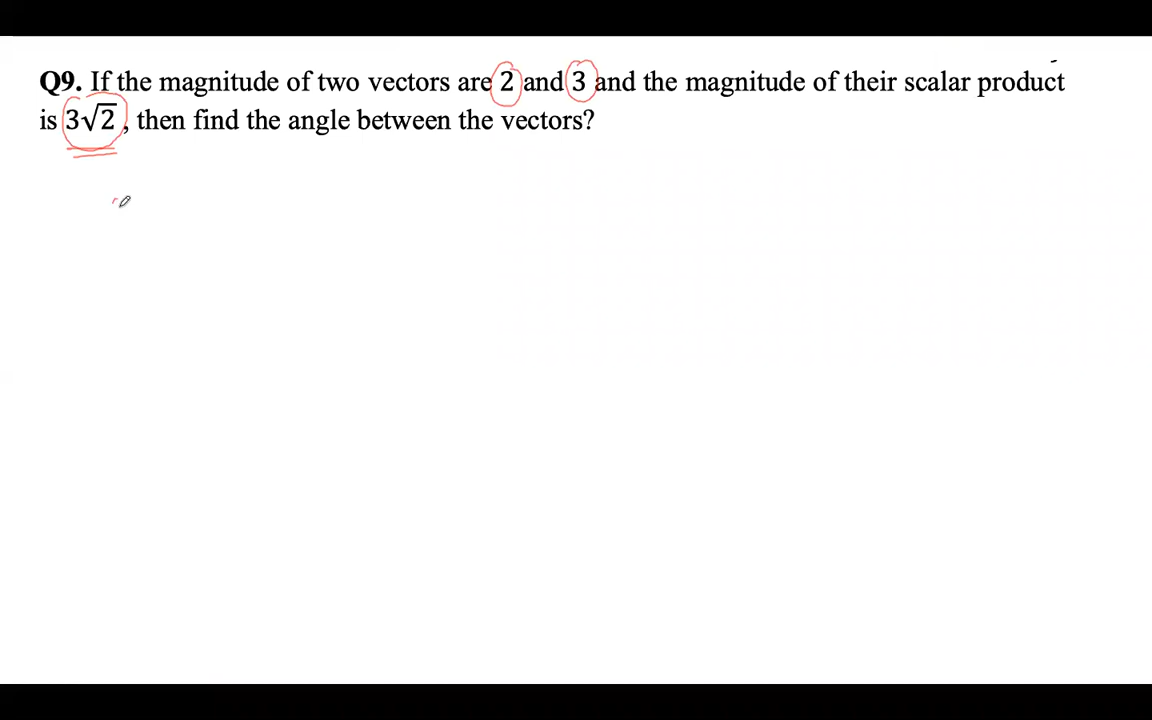 Q9. If the magnitude of two vectors are 2 and 3 and the magnitude of their scalar product
is 3√2 , then find the angle between the vectors?